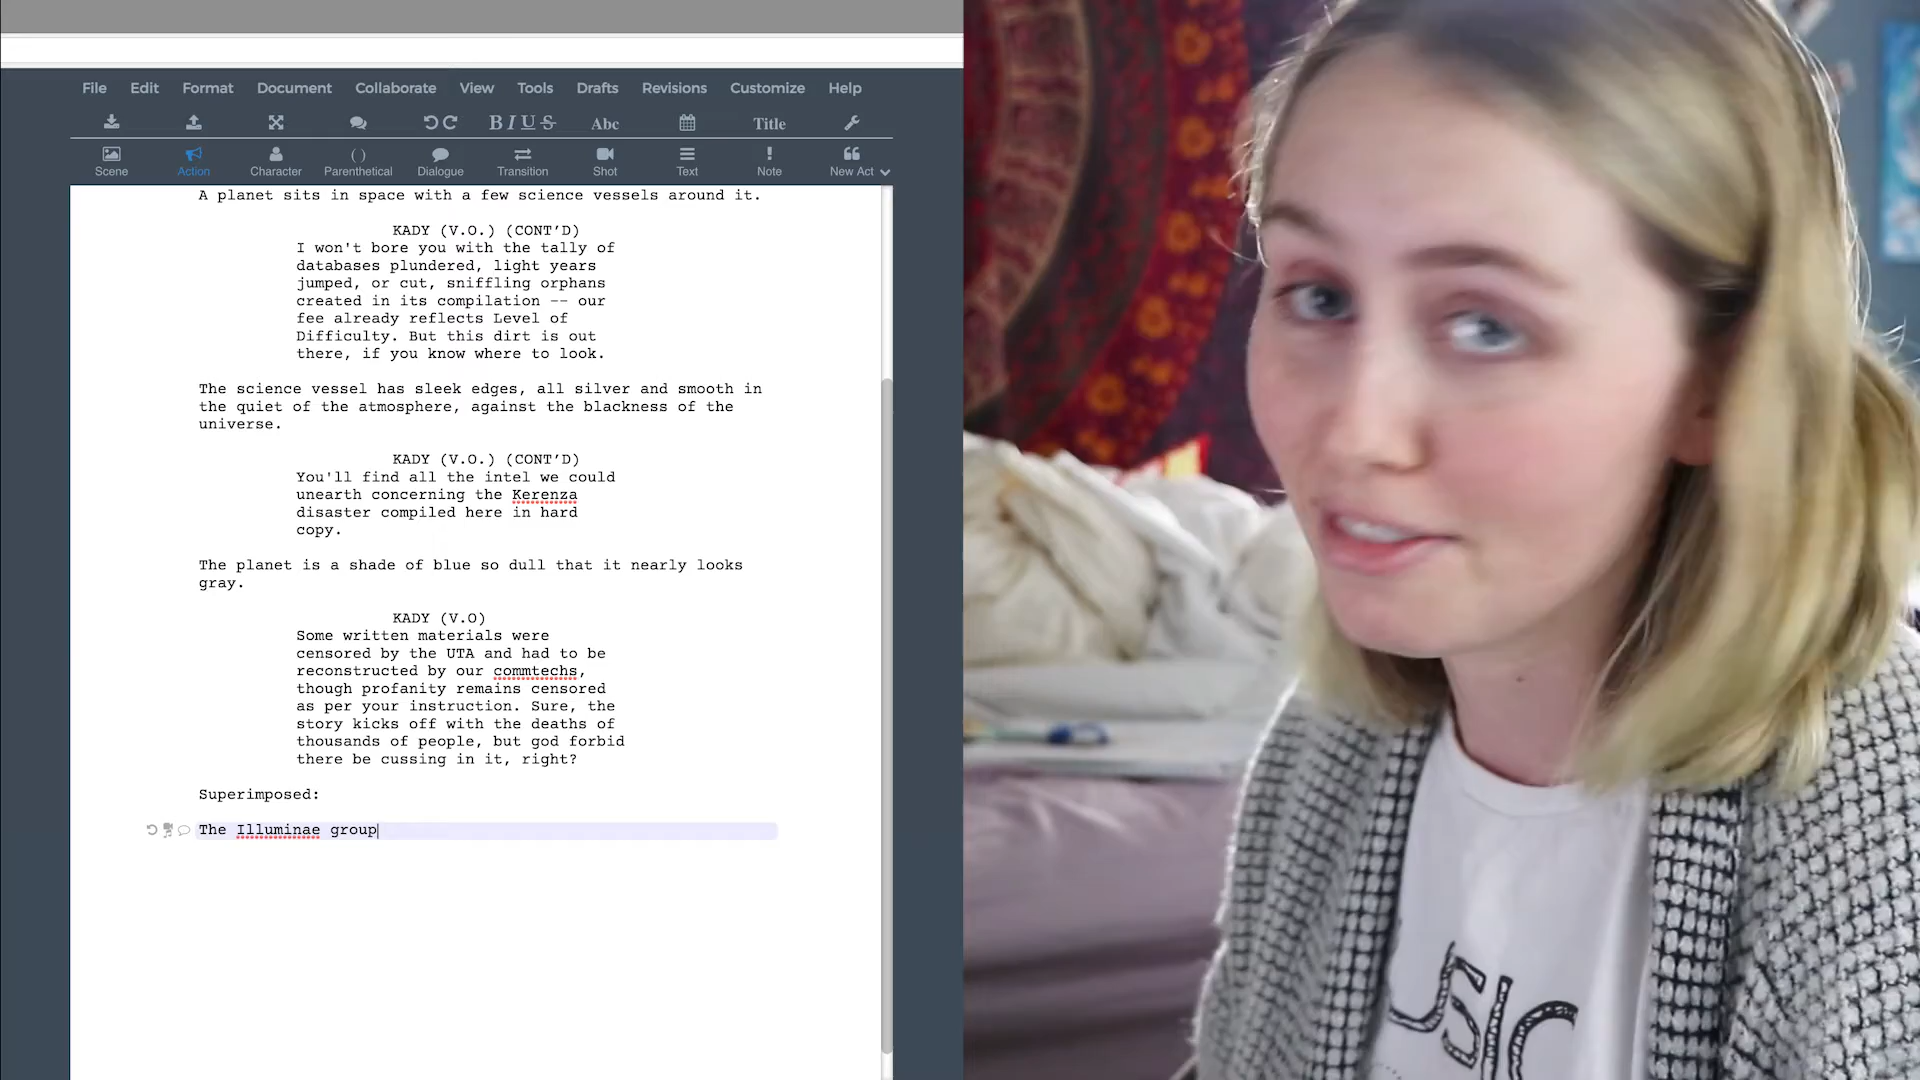 File Edit Format Document Collaborate View Tools Drafts Revisions Customize Help
B I U S Abc Title
Scene Action Character Parenthetical Dialogue Transition Shot Text Note New Act
A planet sits in space with a few science vessels around it.
KADY (V.O.) (CONT'D)
I won't bore you with the tally of
databases plundered, light years
jumped, or cut, sniffling orphans
created in its compilation -- our
fee already reflects Level of
Difficulty. But this dirt is out
there, if you know where to look.
The science vessel has sleek edges, all silver and smooth in
the quiet of the atmosphere, against the blackness of the
universe.
KADY (V.O.) (CONT'D)
You'll find all the intel we could
unearth concerning the Kerenza
disaster compiled here in hard
copy.
The planet is a shade of blue so dull that it nearly looks
gray.
KADY (V.O)
Some written materials were
censored by the UTA and had to be
reconstructed by our commtechs,
though profanity remains censored
as per your instruction. Sure, the
story kicks off with the deaths of
thousands of people, but god forbid
there be cussing in it, right?
Superimposed:
The Illuminae group